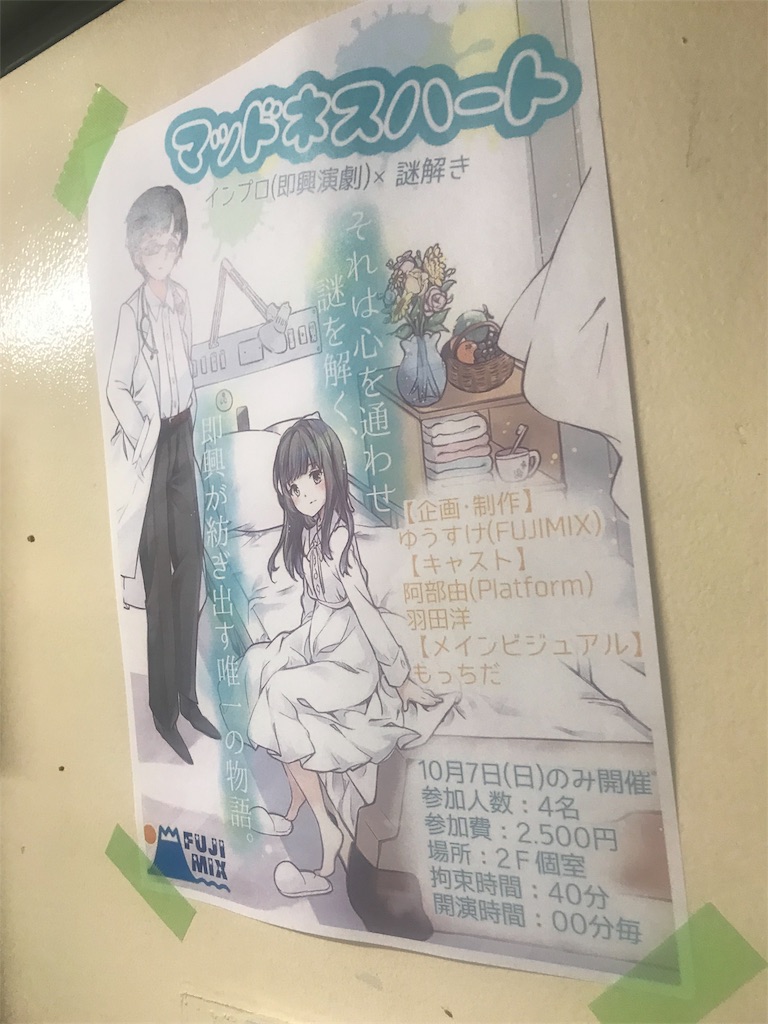 マッドネスハート
インプロ(即興演劇)× 謎解き
それは心を通わせ
謎を解く、
即興が紡ぎ出す唯一の物語。
【企画・制作】
ゆうすけ(FUJIMIX)
【キャスト】
阿部由(Platform)
羽田洋
【メインビジュアル】
もっちだ
10月7日(日)のみ開催
参加人数：4名
参加費：2.500円
場所：2F個室
拘束時間：40分
開演時間：00分毎
FUJI
MIX